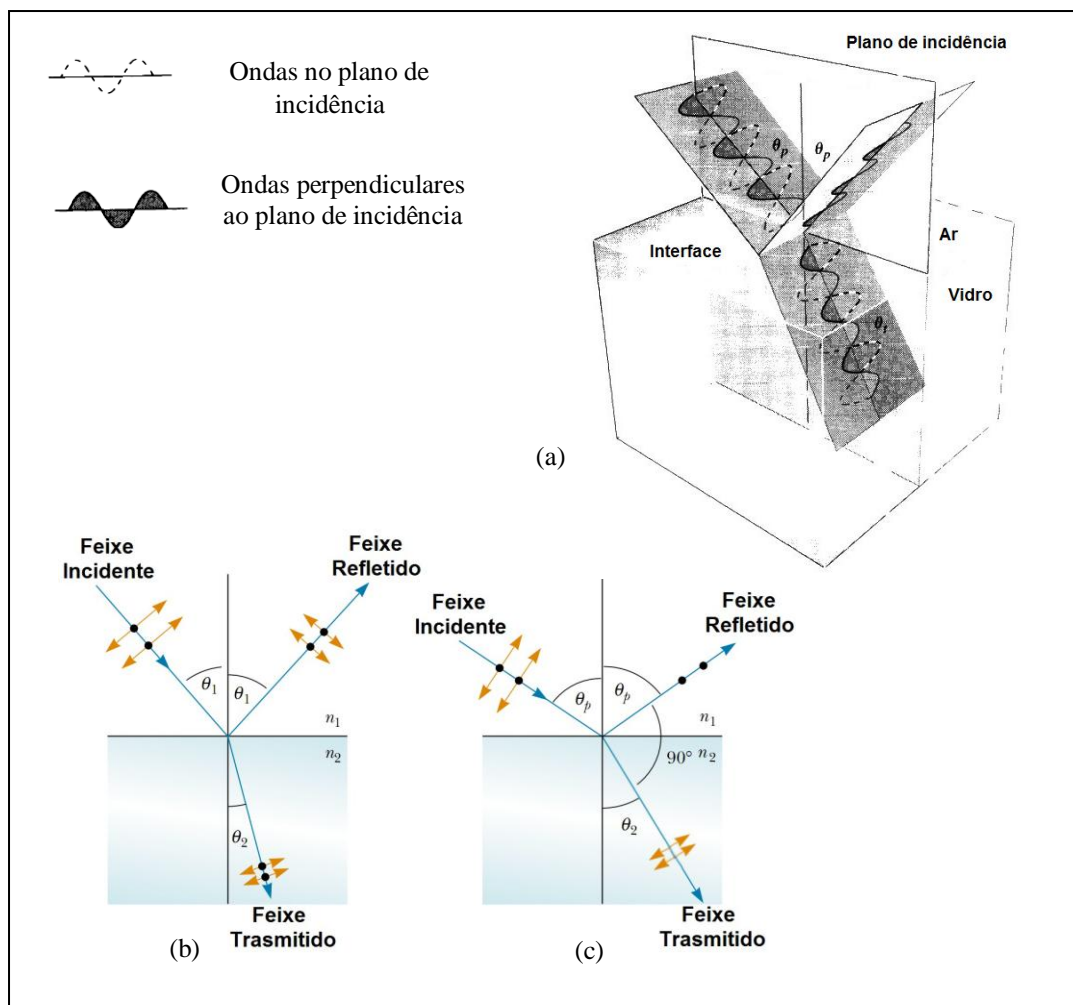 Ondas no plano de
incidência
Ondas perpendiculares
ao plano de incidência
Plano de incidência
θp
θp
Interface
Ar
Vidro
θt
(a)
Feixe
Incidente
Feixe
Refletido
θ1
θ1
n1
n2
θ2
Feixe
Trasmitido
(b)
Feixe
Incidente
Feixe
Refletido
θp
θp
n1
90° n2
θ2
Feixe
Trasmitido
(c)